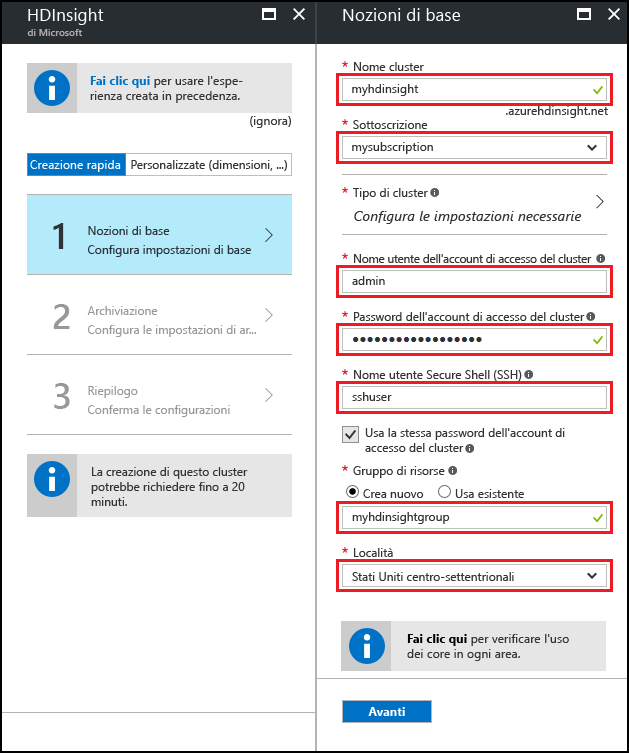 HDInsight
di Microsoft
Fai clic qui per usare l'espe-
rienza creata in precedenza.
(ignora)
Creazione rapida
Personalizzate (dimensioni, ...)
1
Nozioni di base
Configura impostazioni di base
2
Archiviazione
Configura le impostazioni di ar...
3
Riepilogo
Conferma le configurazioni
La creazione di questo cluster
potrebbe richiedere fino a 20
minuti.
Nozioni di base
* Nome cluster
myhdinsight
.azurehdinsight.net
* Sottoscrizione
mysubscription
* Tipo di cluster
Configura le impostazioni necessarie
* Nome utente dell'account di accesso del cluster
admin
* Password dell'account di accesso del cluster
* Nome utente Secure Shell (SSH)
sshuser
Usa la stessa password dell'account di
accesso del cluster
* Gruppo di risorse
Crea nuovo
Usa esistente
myhdinsightgroup
* Località
Stati Uniti centro-settentrionali
Fai clic qui per verificare l'uso
dei core in ogni area.
Avanti